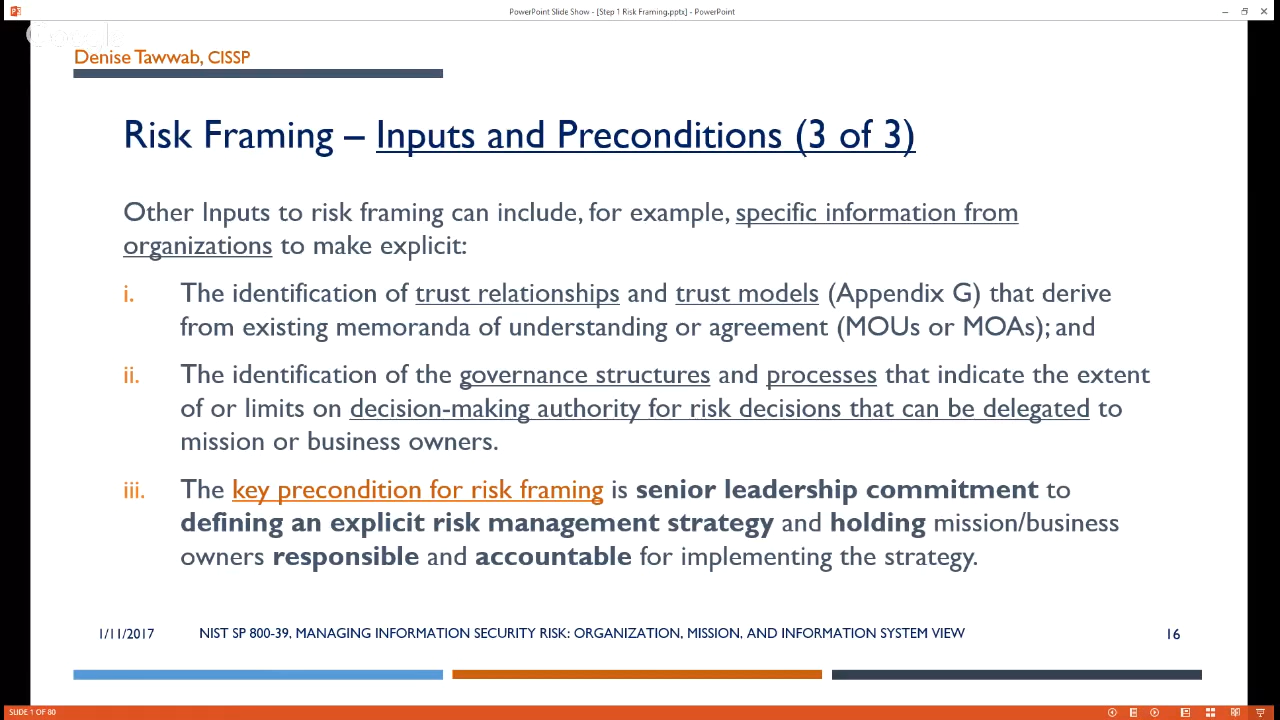 PowerPoint Slide Show - [Step 1 Risk Framing.pptx] - PowerPoint
Google
Denise Tawwab, CISSP
Risk Framing – Inputs and Preconditions (3 of 3)
Other Inputs to risk framing can include, for example, specific information from
organizations to make explicit:
i. The identification of trust relationships and trust models (Appendix G) that derive
from existing memoranda of understanding or agreement (MOUs or MOAs); and
ii. The identification of the governance structures and processes that indicate the extent
of or limits on decision-making authority for risk decisions that can be delegated to
mission or business owners.
iii. The key precondition for risk framing is senior leadership commitment to
defining an explicit risk management strategy and holding mission/business
owners responsible and accountable for implementing the strategy.
1/11/2017 NIST SP 800-39, MANAGING INFORMATION SECURITY RISK: ORGANIZATION, MISSION, AND INFORMATION SYSTEM VIEW 16
SLIDE 1 OF 80